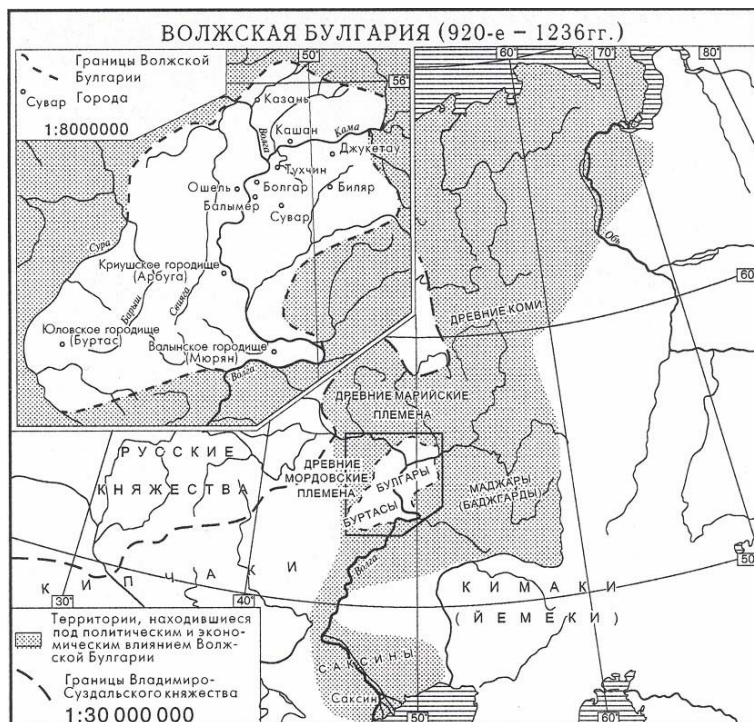 ВОЛЖСКАЯ БУЛГАРИЯ (920-е – 1236гг.)
Границы Волжской
Булгарии
Сувар Города
1:8000000
50°
56°
Казань
Волга
Кашан
Кама
Джукетау
Тухчин
Ошель
Болгар
Биляр
Балымер
Сувар
Сура
Криушское городище
(Арбуга)
Барыш
Свияга
Юловское городище
(Буртас)
Валынское городище
(Мюрян)
Волга
60°
70°
80°
Обь
60°
ДРЕВНИЕ КОМИ
ДРЕВНИЕ МАРИЙСКИЕ
ПЛЕМЕНА
РУССКИЕ
КНЯЖЕСТВА
ДРЕВНИЕ
МОРДОВСКИЕ
ПЛЕМЕНА
БУЛГАРЫ
БУРТАСЫ
МАДЖАРЫ
(БАДЖГАРДЫ)
Волга
50°
КИПЧАКИ
30°
40°
КИМАКИ
(ЙЕМЕКИ)
Территории, находившиеся
под политическим и эконо-
мическим влиянием Волж-
ской Булгарии
САКСИНЫ
Границы Владимиро-
Суздальского княжества
Саксин
1:30 000 000
50°
60°